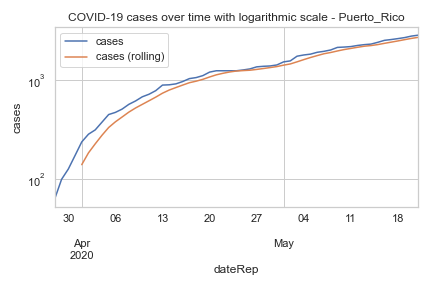 COVID-19 cases over time with logarithmic scale - Puerto_Rico
cases
cases (rolling)
10³
10²
cases
30 06 13 20 27 04 11 18
Apr May
2020
dateRep